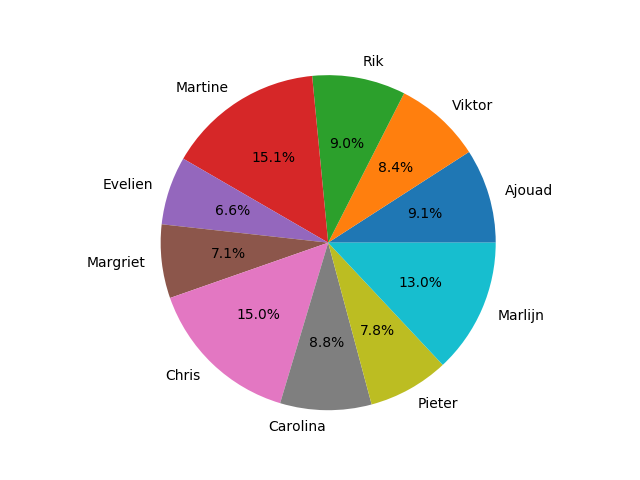 Rik
Martine
Viktor
9.0%
15.1%
8.4%
Evelien
Ajouad
6.6%
9.1%
Margriet
7.1%
13.0%
Chris
15.0%
Marlijn
7.8%
8.8%
Pieter
Carolina